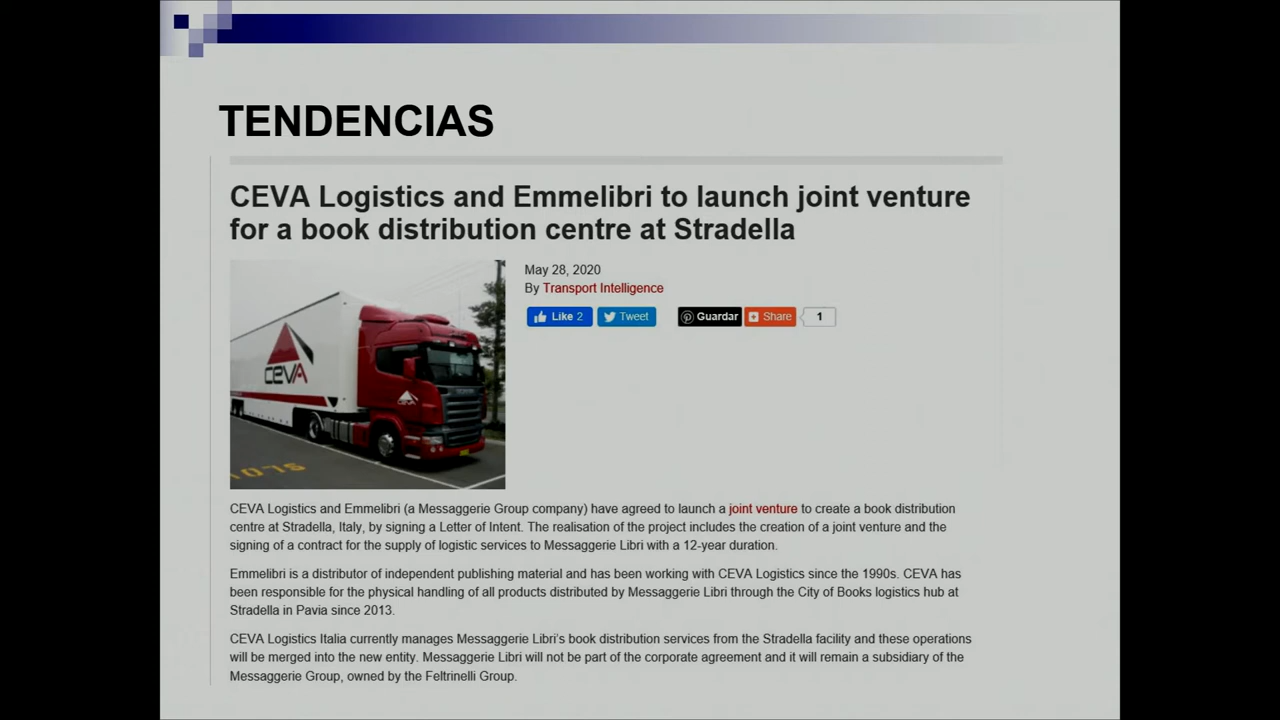 TENDENCIAS
CEVA Logistics and Emmelibri to launch joint venture
for a book distribution centre at Stradella
May 28, 2020
By Transport Intelligence
Like 2 Tweet Guardar Share 1
CEVA
CEVA
1075
CEVA Logistics and Emmelibri (a Messaggerie Group company) have agreed to launch a joint venture to create a book distribution
centre at Stradella, Italy, by signing a Letter of Intent. The realisation of the project includes the creation of a joint venture and the
signing of a contract for the supply of logistic services to Messaggerie Libri with a 12-year duration.
Emmelibri is a distributor of independent publishing material and has been working with CEVA Logistics since the 1990s. CEVA has
been responsible for the physical handling of all products distributed by Messaggerie Libri through the City of Books logistics hub at
Stradella in Pavia since 2013.
CEVA Logistics Italia currently manages Messaggerie Libri's book distribution services from the Stradella facility and these operations
will be merged into the new entity. Messaggerie Libri will not be part of the corporate agreement and it will remain a subsidiary of the
Messaggerie Group, owned by the Feltrinelli Group.